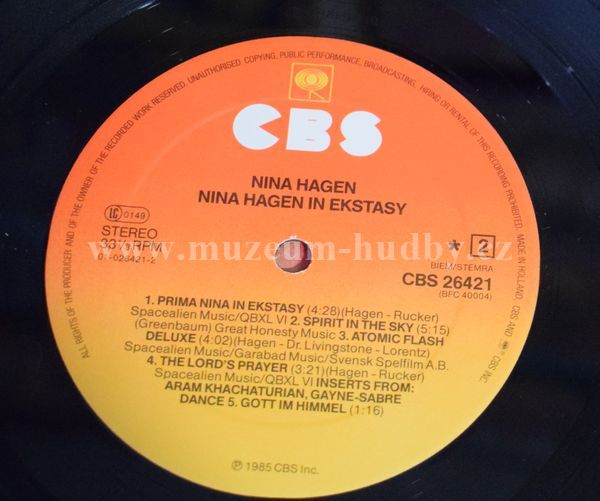 ALL RIGHTS OF THE PRODUCER AND OF THE OWNER OF THE RECORDED WORK RESERVED. UNAUTHORISED COPYING, PUBLIC PERFORMANCE, BROADCASTING, HIRING OR RENTAL OF THIS RECORDING PROHIBITED. MADE IN HOLLAND. CBS AND ARE CBS INC.
CBS
NINA HAGEN
NINA HAGEN IN EKSTASY
LC 0149
STEREO
33⅓ RPM
01-026421-2
* 2
BIEM/STEMRA
CBS 26421
(BFC 40004)
www.muzeum-hudby.cz
1. PRIMA NINA IN EKSTASY (4:28)(Hagen - Rucker)
Spacealien Music/QBXL VI 2. SPIRIT IN THE SKY (5:15)
(Greenbaum) Great Honesty Music 3. ATOMIC FLASH
DELUXE (4:02)(Hagen - Dr. Livingstone - Lorentz)
Spacealien Music/Garabad Music/Svensk Spelfilm A.B.
4. THE LORD'S PRAYER (3:21)(Hagen - Rucker)
Spacealien Music/QBXL VI INSERTS FROM:
ARAM KHACHATURIAN, GAYNE-SABRE
DANCE 5. GOTT IM HIMMEL (1:16)
℗ 1985 CBS Inc.